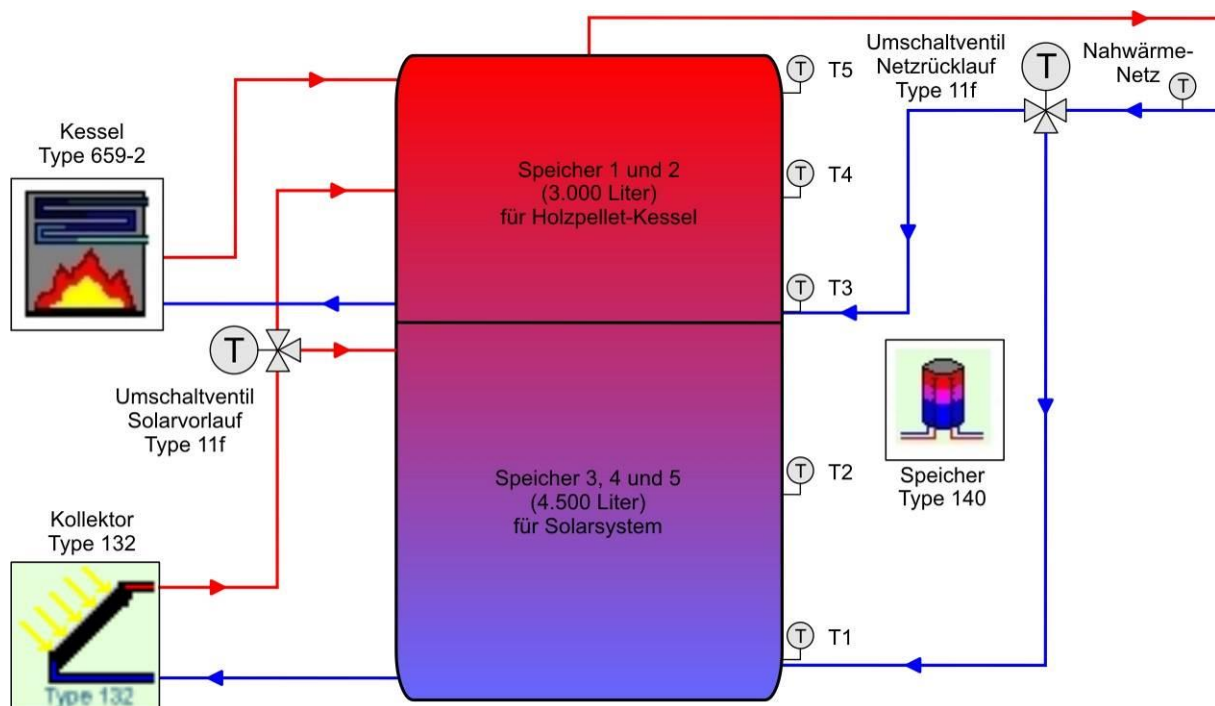 Umschaltventil
Netzrücklauf
Type 11f
Nahwärme-
Netz
T
T
T
T5
Kessel
Type 659-2
Speicher 1 und 2
(3.000 Liter)
für Holzpellet-Kessel
T
T4
T
T3
T
Umschaltventil
Solarvorlauf
Type 11f
Speicher 3, 4 und 5
(4.500 Liter)
für Solarsystem
T
T2
Speicher
Type 140
Kollektor
Type 132
T
T1
Type 132